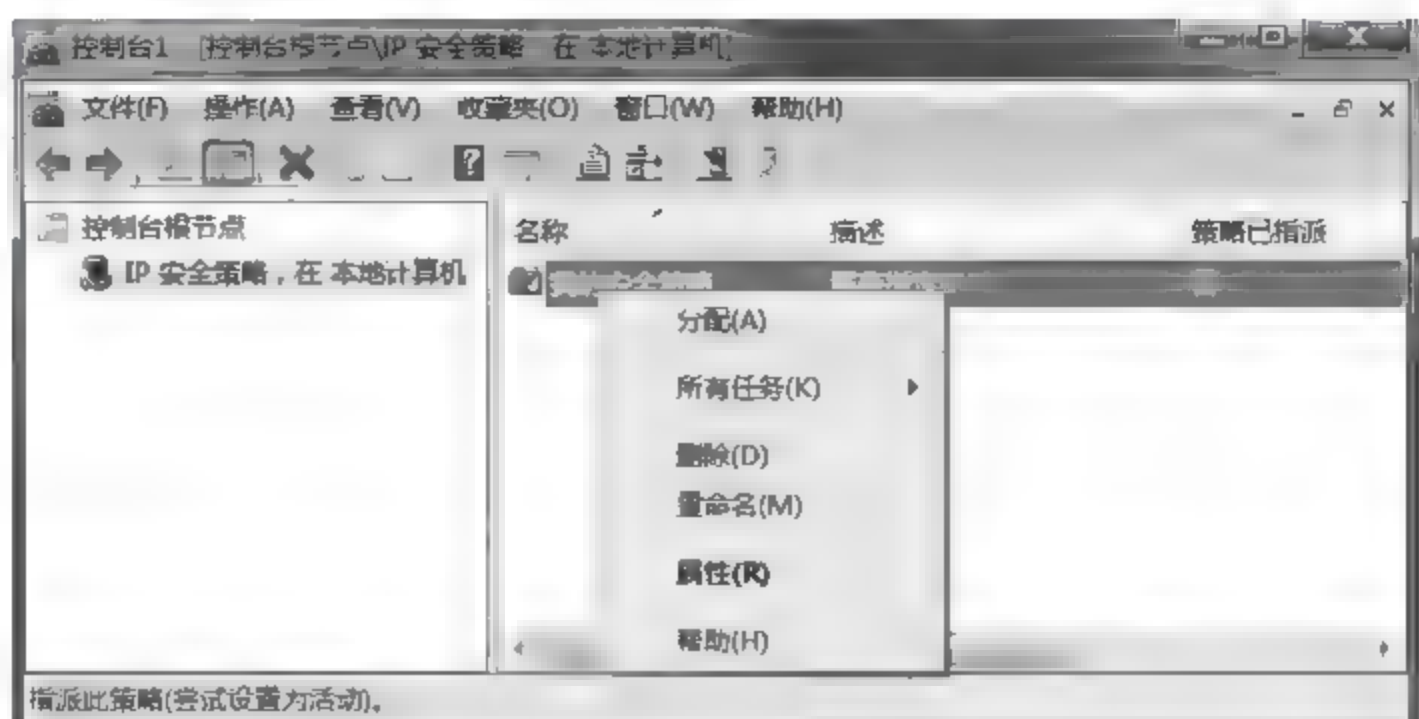 控制台1 [控制台根节点\IP 安全策略 在 本地计算机]
文件(F) 操作(A) 查看(V) 收藏夹(O) 窗口(W) 帮助(H)
控制台根节点
IP 安全策略，在 本地计算机
名称 描述 策略已指派
分配(A)
所有任务(K)
删除(D)
重命名(M)
属性(R)
帮助(H)
指派此策略(尝试设置为活动)。